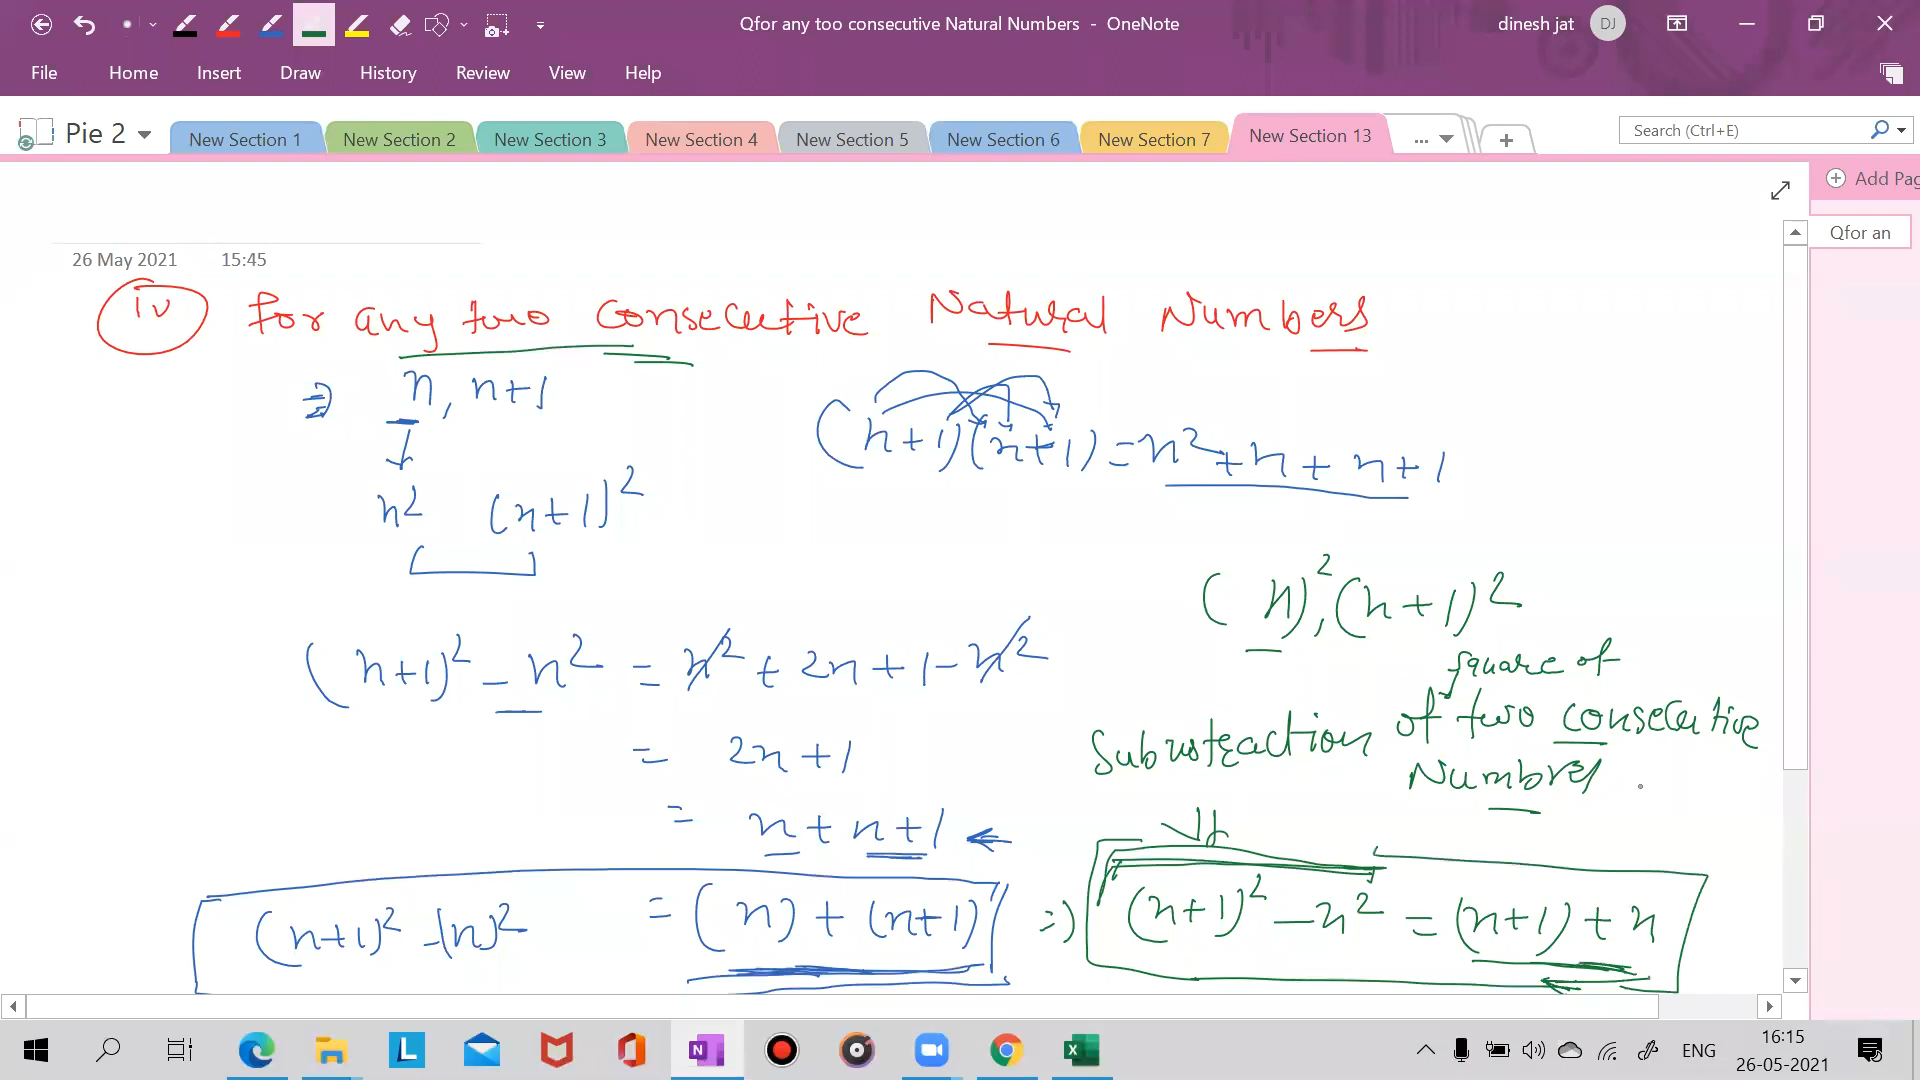 Qfor any too consecutive Natural Numbers - OneNote
dinesh jat
DJ
File Home Insert Draw History Review View Help
Pie 2
New Section 1
New Section 2
New Section 3
New Section 4
New Section 5
New Section 6
New Section 7
New Section 13
...
Search (Ctrl+E)
Add Pag
Qfor an
26 May 2021 15:45
iv For any two Consecutive Natural Numbers
⇒ n, n+1
(n+1)(n+1) = n² + n + n + 1
n² (n+1)²
(n)², (n+1)²
(n+1)² - n² = n² + 2n + 1 - n²
square of
Substeaction of two consecutive
Numbres
= 2n + 1
= n + n+1 ←
(n+1)² - (n)² = (n) + (n+1)
⇒) (n+1)² - n² = (n+1) + n
ENG
16:15
26-05-2021